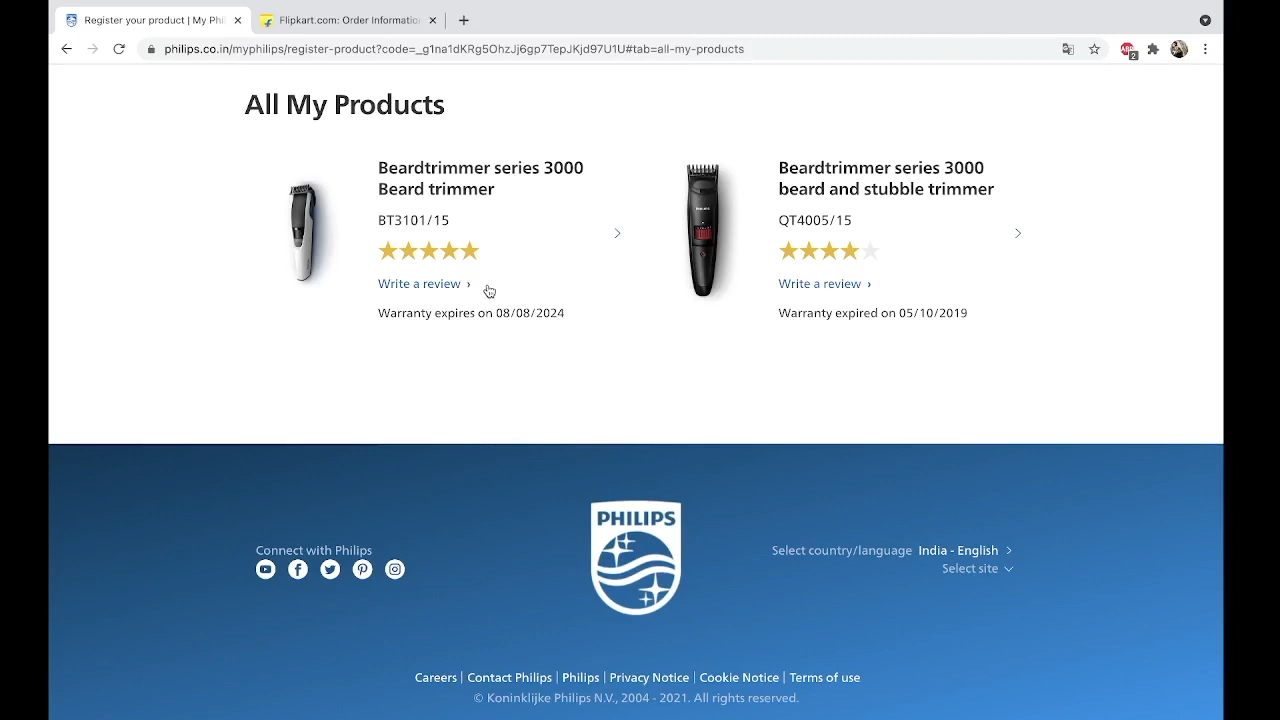 Register your product | My Phi
Flipkart.com: Order Informatio
philips.co.in/myphilips/register-product?code=_g1na1dKRg5OhzJj6gp7TepJKjd97U1U#tab=all-my-products
ABP
2
All My Products
Beardtrimmer series 3000
Beard trimmer
BT3101/15
Write a review ›
Warranty expires on 08/08/2024
Beardtrimmer series 3000
beard and stubble trimmer
QT4005/15
Write a review ›
Warranty expired on 05/10/2019
PHILIPS
Connect with Philips
Select country/language India - English
Select site
Careers | Contact Philips | Philips | Privacy Notice | Cookie Notice | Terms of use
© Koninklijke Philips N.V., 2004 - 2021. All rights reserved.